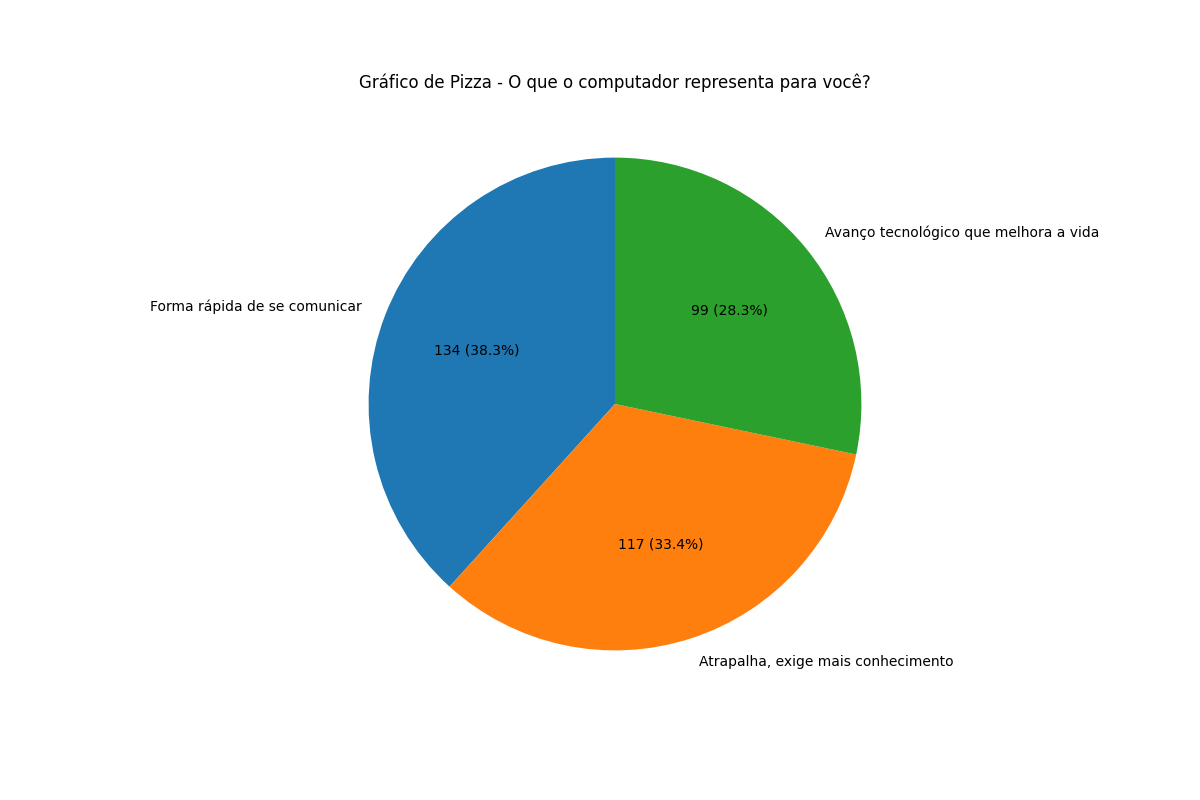 Gráfico de Pizza - O que o computador representa para você?
Avanço tecnológico que melhora a vida
99 (28.3%)
Forma rápida de se comunicar
134 (38.3%)
117 (33.4%)
Atrapalha, exige mais conhecimento